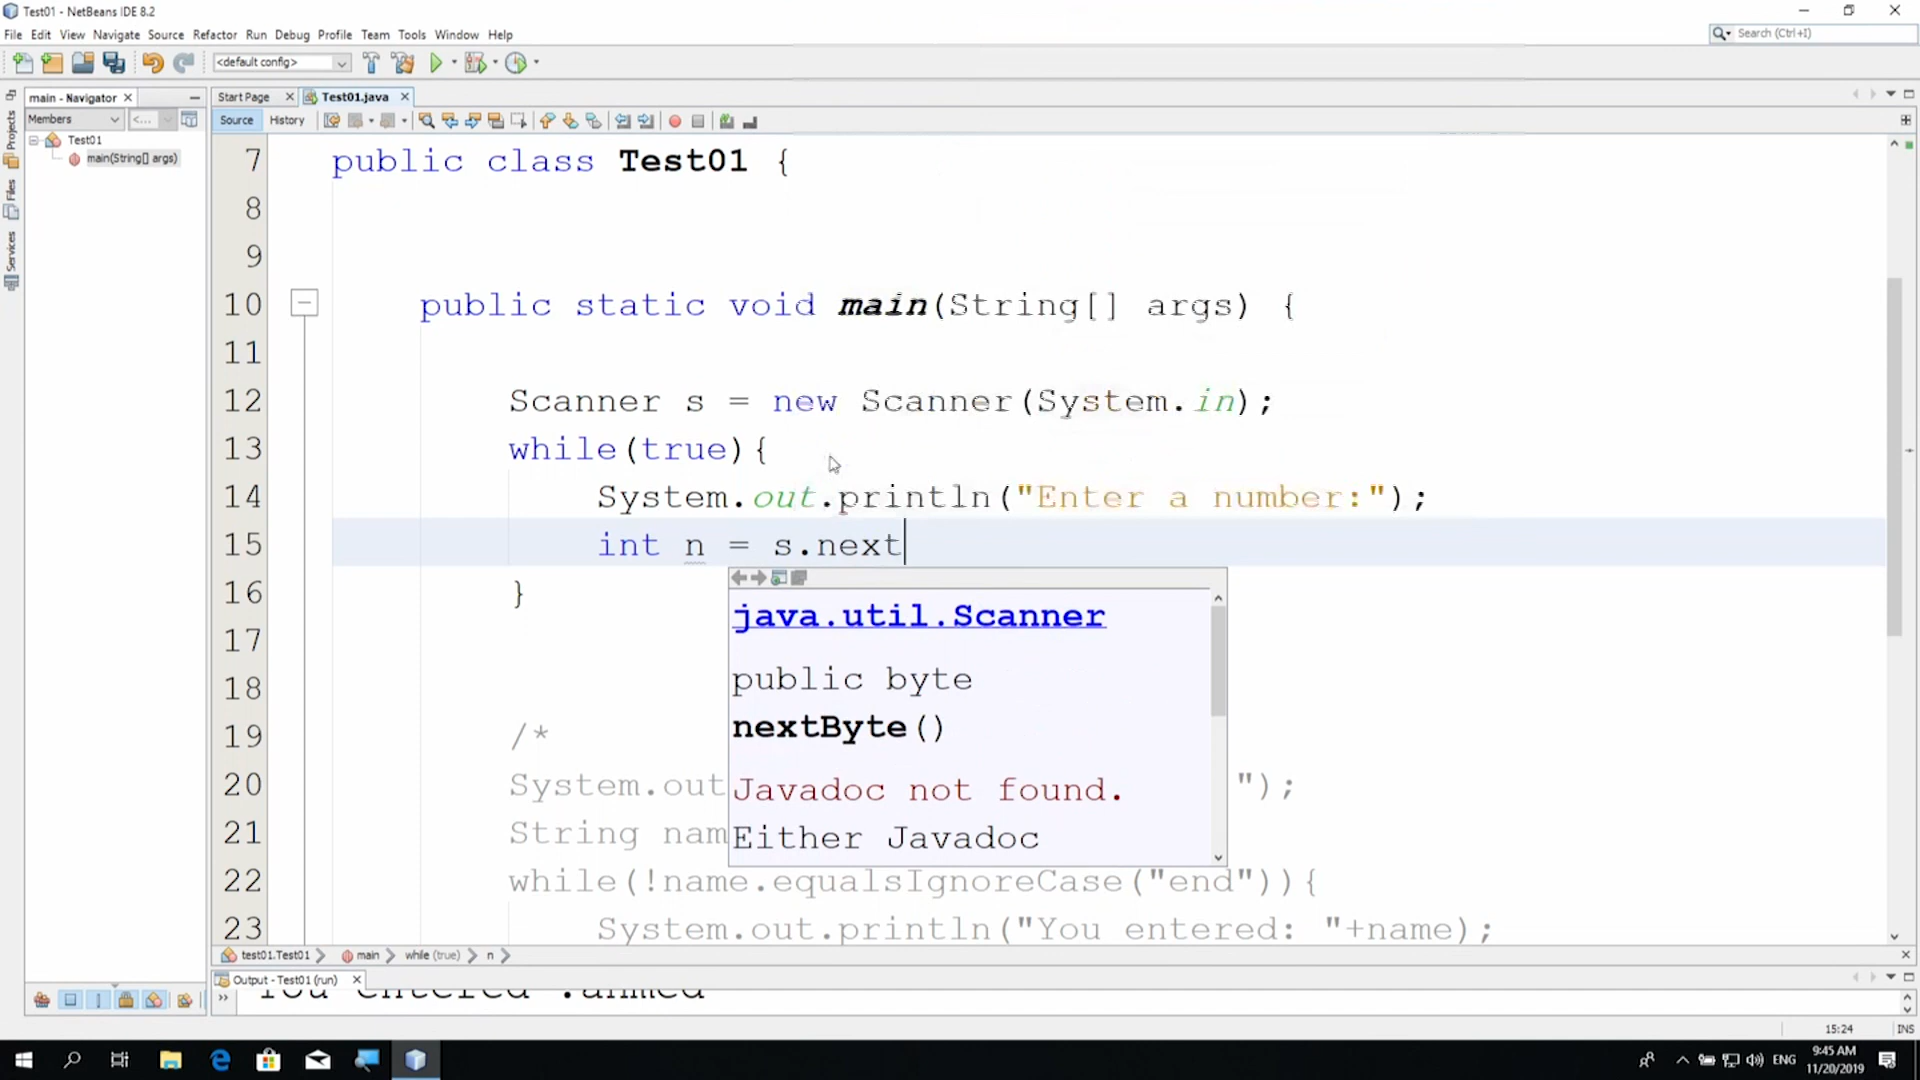 Test01 - NetBeans IDE 8.2
File Edit View Navigate Source Refactor Run Debug Profile Team Tools Window Help
Search (Ctrl+I)
<default config>
main - Navigator
Start Page
Test01.java
Members
<...
Source
History
Projects
Files
Services
Test01
main(String[] args)
7 public class Test01 {
8
9
10 public static void main(String[] args) {
11
12 Scanner s = new Scanner(System.in);
13 while(true){
14 System.out.println("Enter a number:");
15 int n = s.next
16 }
17
18
19 /*
20 System.out ");
21 String nam
22 while(!name.equalsIgnoreCase("end")){
23 System.out.println("You entered: "+name);
java.util.Scanner
public byte
nextByte()
Javadoc not found.
Either Javadoc
test01.Test01 main while (true) n
Output - Test01 (run)
You entered :ahmed
15:24 INS
ENG
9:45 AM
11/20/2019